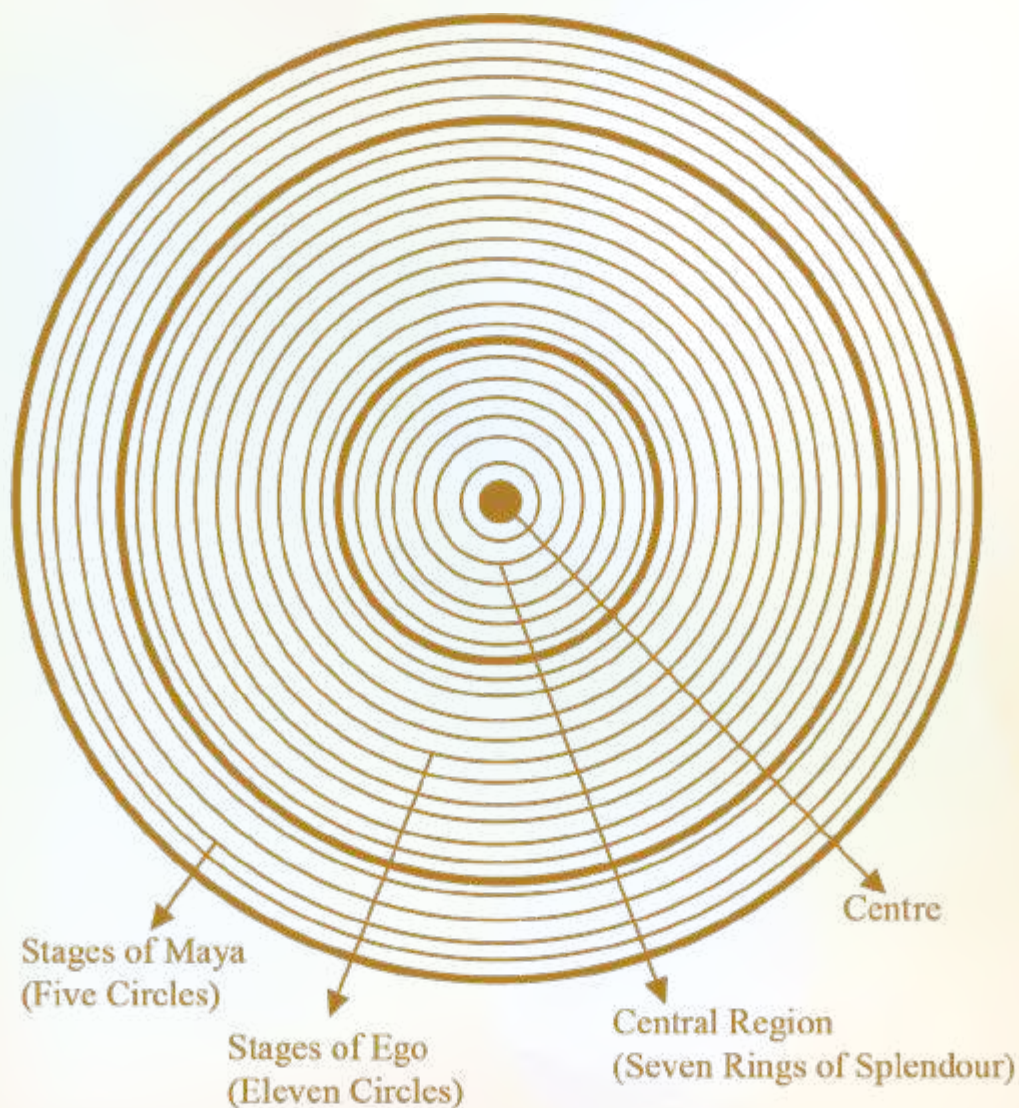 Centre
Stages of Maya
(Five Circles)
Stages of Ego
(Eleven Circles)
Central Region
(Seven Rings of Splendour)